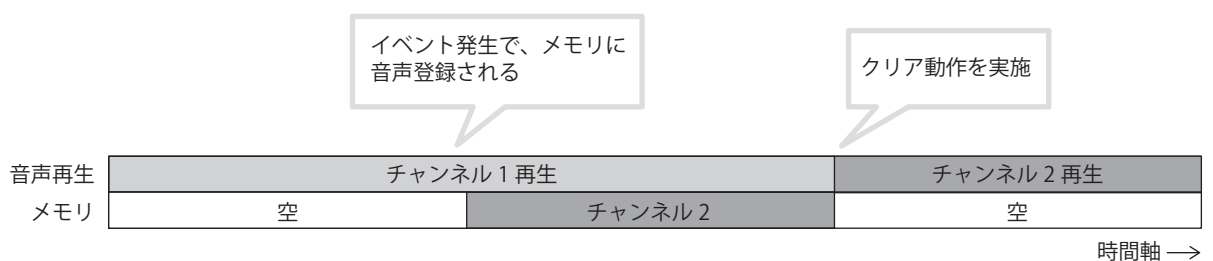 イベント発生で、メモリに
音声登録される
クリア動作を実施
音声再生 チャンネル 1 再生 チャンネル 2 再生
メモリ 空 チャンネル 2 空
時間軸 →